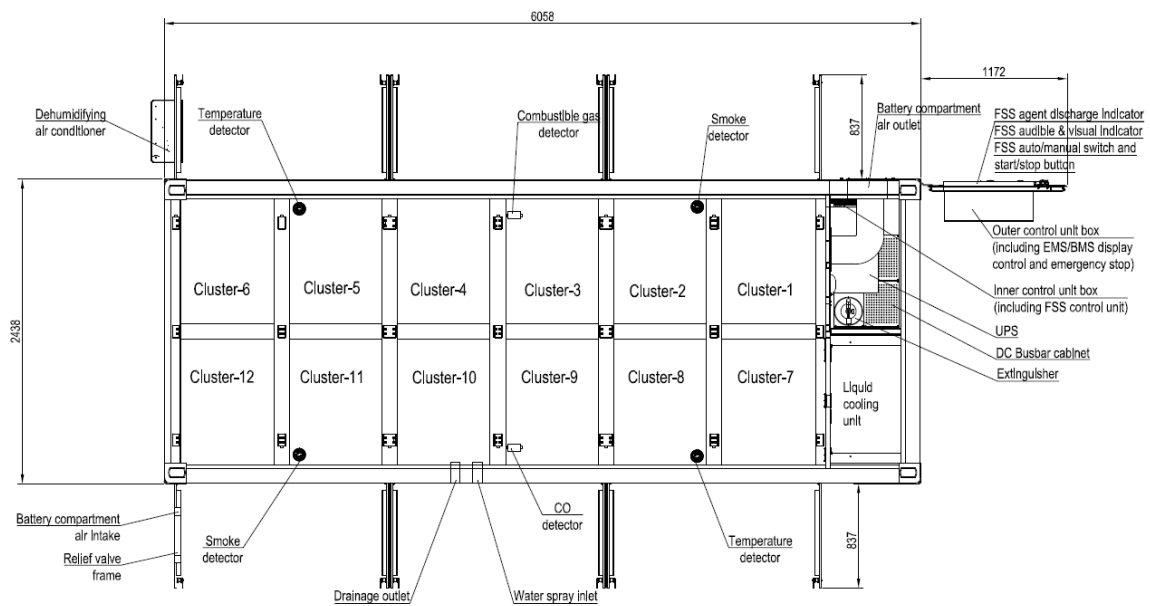 6058
1172
Dehumidifying
air conditioner
Temperature
detector
Combustible gas
detector
Smoke
detector
837
Battery compartment
air outlet
FSS agent discharge indicator
FSS audible & visual indicator
FSS auto/manual switch and
start/stop button
2438
Cluster-6
Cluster-5
Cluster-4
Cluster-3
Cluster-2
Cluster-1
Outer control unit box
(including EMS/BMS display
control and emergency stop)
Inner control unit box
(including FSS control unit)
UPS
DC Busbar cabinet
Extinguisher
Cluster-12
Cluster-11
Cluster-10
Cluster-9
Cluster-8
Cluster-7
Liquid
cooling
unit
Battery compartment
air intake
Relief valve
frame
Smoke
detector
CO
detector
Temperature
detector
837
Drainage outlet
Water spray inlet